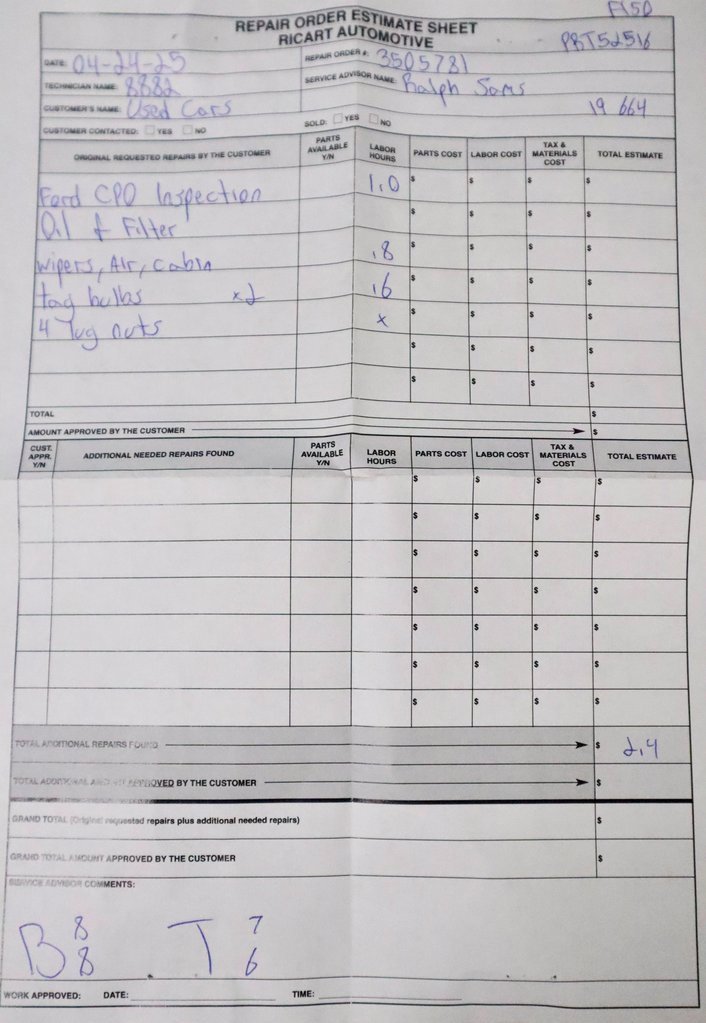 F150
REPAIR ORDER ESTIMATE SHEET
RICART AUTOMOTIVE
PBT52516
DATE: 04-24-25 REPAIR ORDER #: 3505781
TECHNICIAN NAME: 8882 SERVICE ADVISOR NAME: Ralph Sams
CUSTOMER'S NAME: Used Cars 19 664
CUSTOMER CONTACTED: YES NO SOLD: YES NO
ORIGINAL REQUESTED REPAIRS BY THE CUSTOMER PARTS AVAILABLE Y/N LABOR HOURS PARTS COST LABOR COST TAX & MATERIALS COST TOTAL ESTIMATE
Ford CPO Inspection 1.0 $ $ $ $
Oil & Filter $ $ $ $
wipers, Air, cabin .8 $ $ $ $
tag bulbs x2 .6 $ $ $ $
4 lug nuts x $ $ $ $
$ $ $ $
$ $ $ $
TOTAL $
AMOUNT APPROVED BY THE CUSTOMER $
CUST. APPR. Y/N ADDITIONAL NEEDED REPAIRS FOUND PARTS AVAILABLE Y/N LABOR HOURS PARTS COST LABOR COST TAX & MATERIALS COST TOTAL ESTIMATE
$ $ $ $
$ $ $ $
$ $ $ $
$ $ $ $
$ $ $ $
$ $ $ $
$ $ $ $
TOTAL ADDITIONAL REPAIRS FOUND $ 2.4
TOTAL ADDITIONAL AMOUNT APPROVED BY THE CUSTOMER $
GRAND TOTAL (Original requested repairs plus additional needed repairs) $
GRAND TOTAL AMOUNT APPROVED BY THE CUSTOMER $
SERVICE ADVISOR COMMENTS:
B 8 8 T 7 6
WORK APPROVED: DATE: TIME: